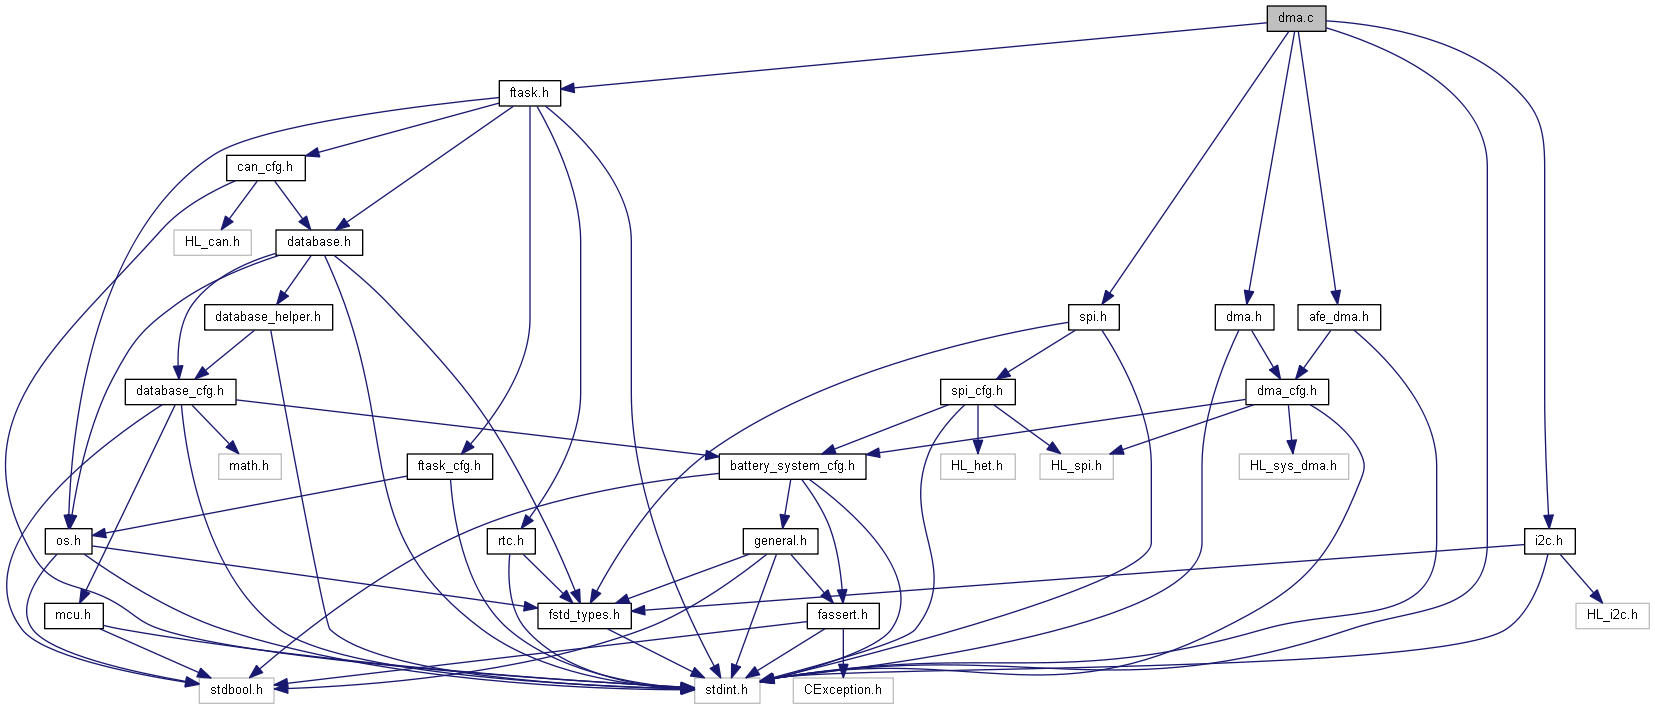 dma.c
ftask.h
can_cfg.h
HL_can.h
database.h
database_helper.h
spi.h
dma.h
afe_dma.h
database_cfg.h
spi_cfg.h
dma_cfg.h
math.h
ftask_cfg.h
battery_system_cfg.h
HL_het.h
HL_spi.h
HL_sys_dma.h
os.h
rtc.h
general.h
i2c.h
mcu.h
fstd_types.h
fassert.h
HL_i2c.h
stdbool.h
stdint.h
CException.h